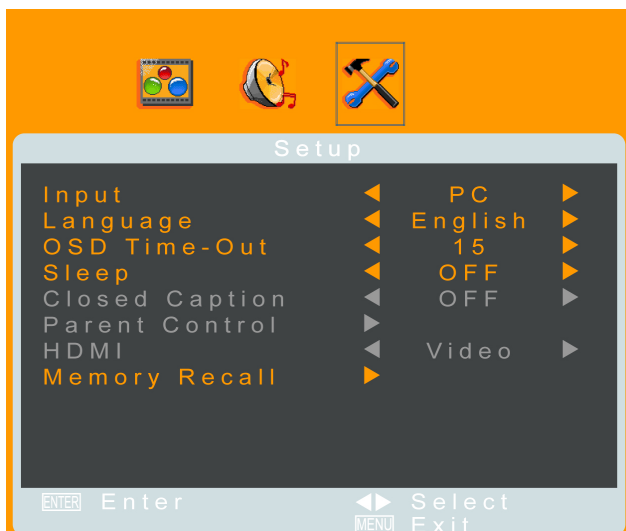 Setup
Input PC
Language English
OSD Time-Out 15
Sleep OFF
Closed Caption OFF
Parent Control
HDMI Video
Memory Recall
ENTER Enter Select
MENU Exit